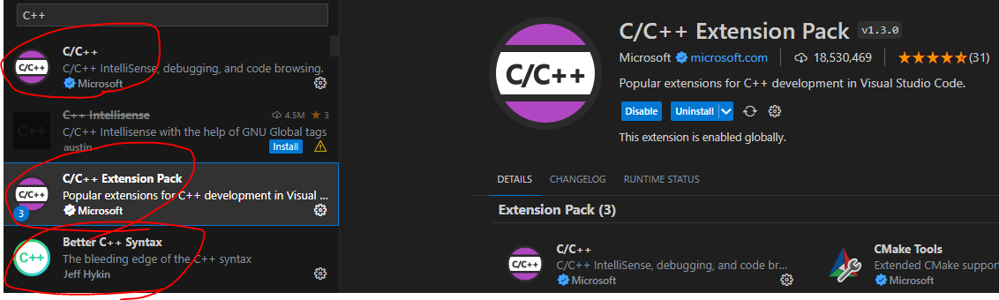 C++
C/C++
C/C++ IntelliSense, debugging, and code browsing.
C/C++
Microsoft
C++ Intellisense
4.5M 3
C++
C/C++ Intellisense with the help of GNU Global tags
austin
Install
C/C++ Extension Pack
C/C++
Popular extensions for C++ development in Visual ...
3
Microsoft
Better C++ Syntax
C++
The bleeding edge of the C++ syntax
Jeff Hykin
C/C++
C/C++ Extension Pack v1.3.0
Microsoft microsoft.com 18,530,469 (31)
Popular extensions for C++ development in Visual Studio Code.
Disable Uninstall
This extension is enabled globally.
DETAILS CHANGELOG RUNTIME STATUS
Extension Pack (3)
C/C++
C/C++
C/C++ IntelliSense, debugging, and code br...
Microsoft
CMake Tools
Extended CMake suppor
Microsoft